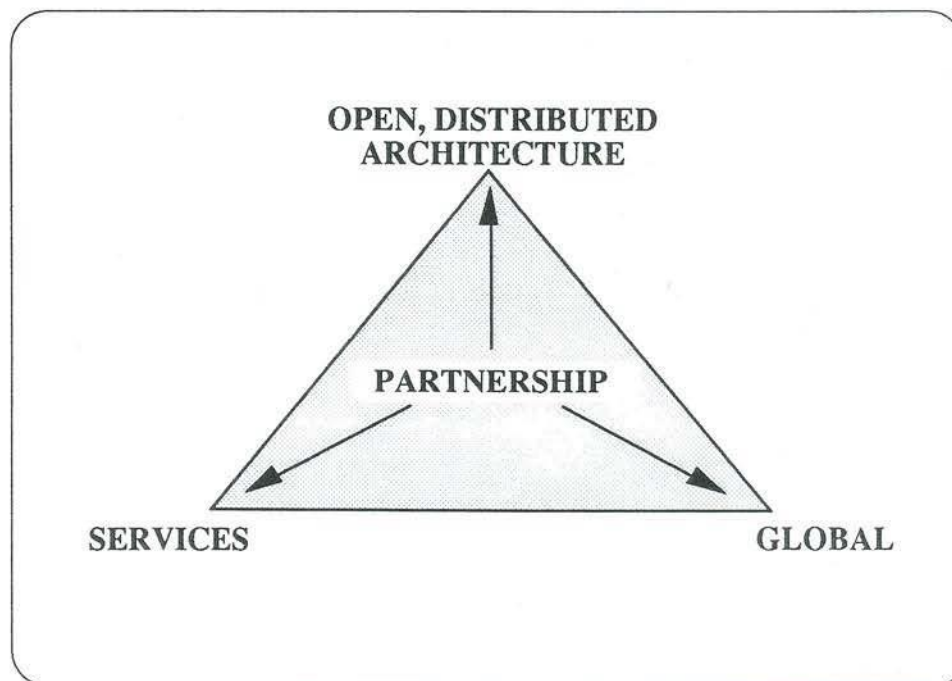 OPEN, DISTRIBUTED
ARCHITECTURE
PARTNERSHIP
SERVICES
GLOBAL